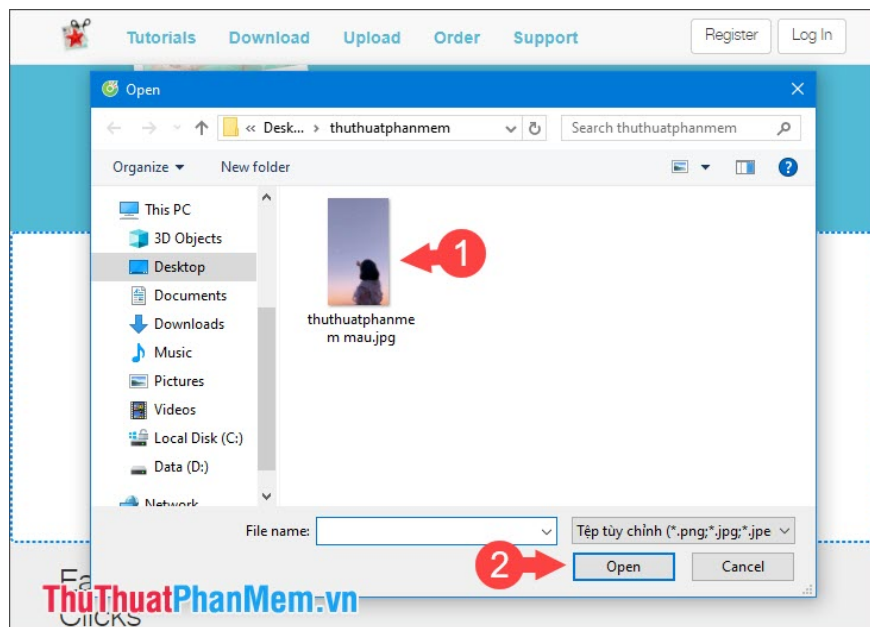 Tutorials Download Upload Order Support Register Log In
Open
« Desk... › thuthuatphanmem Search thuthuatphanmem
Organize New folder
This PC
3D Objects
Desktop
Documents
Downloads
Music
Pictures
Videos
Local Disk (C:)
Data (D:)
Network
1
thuthuatphanme
m mau.jpg
File name: Tệp tùy chỉnh (*.png;*.jpg;*.jpe
2 Open Cancel
ThuThuatPhanMem.vn
Clicks